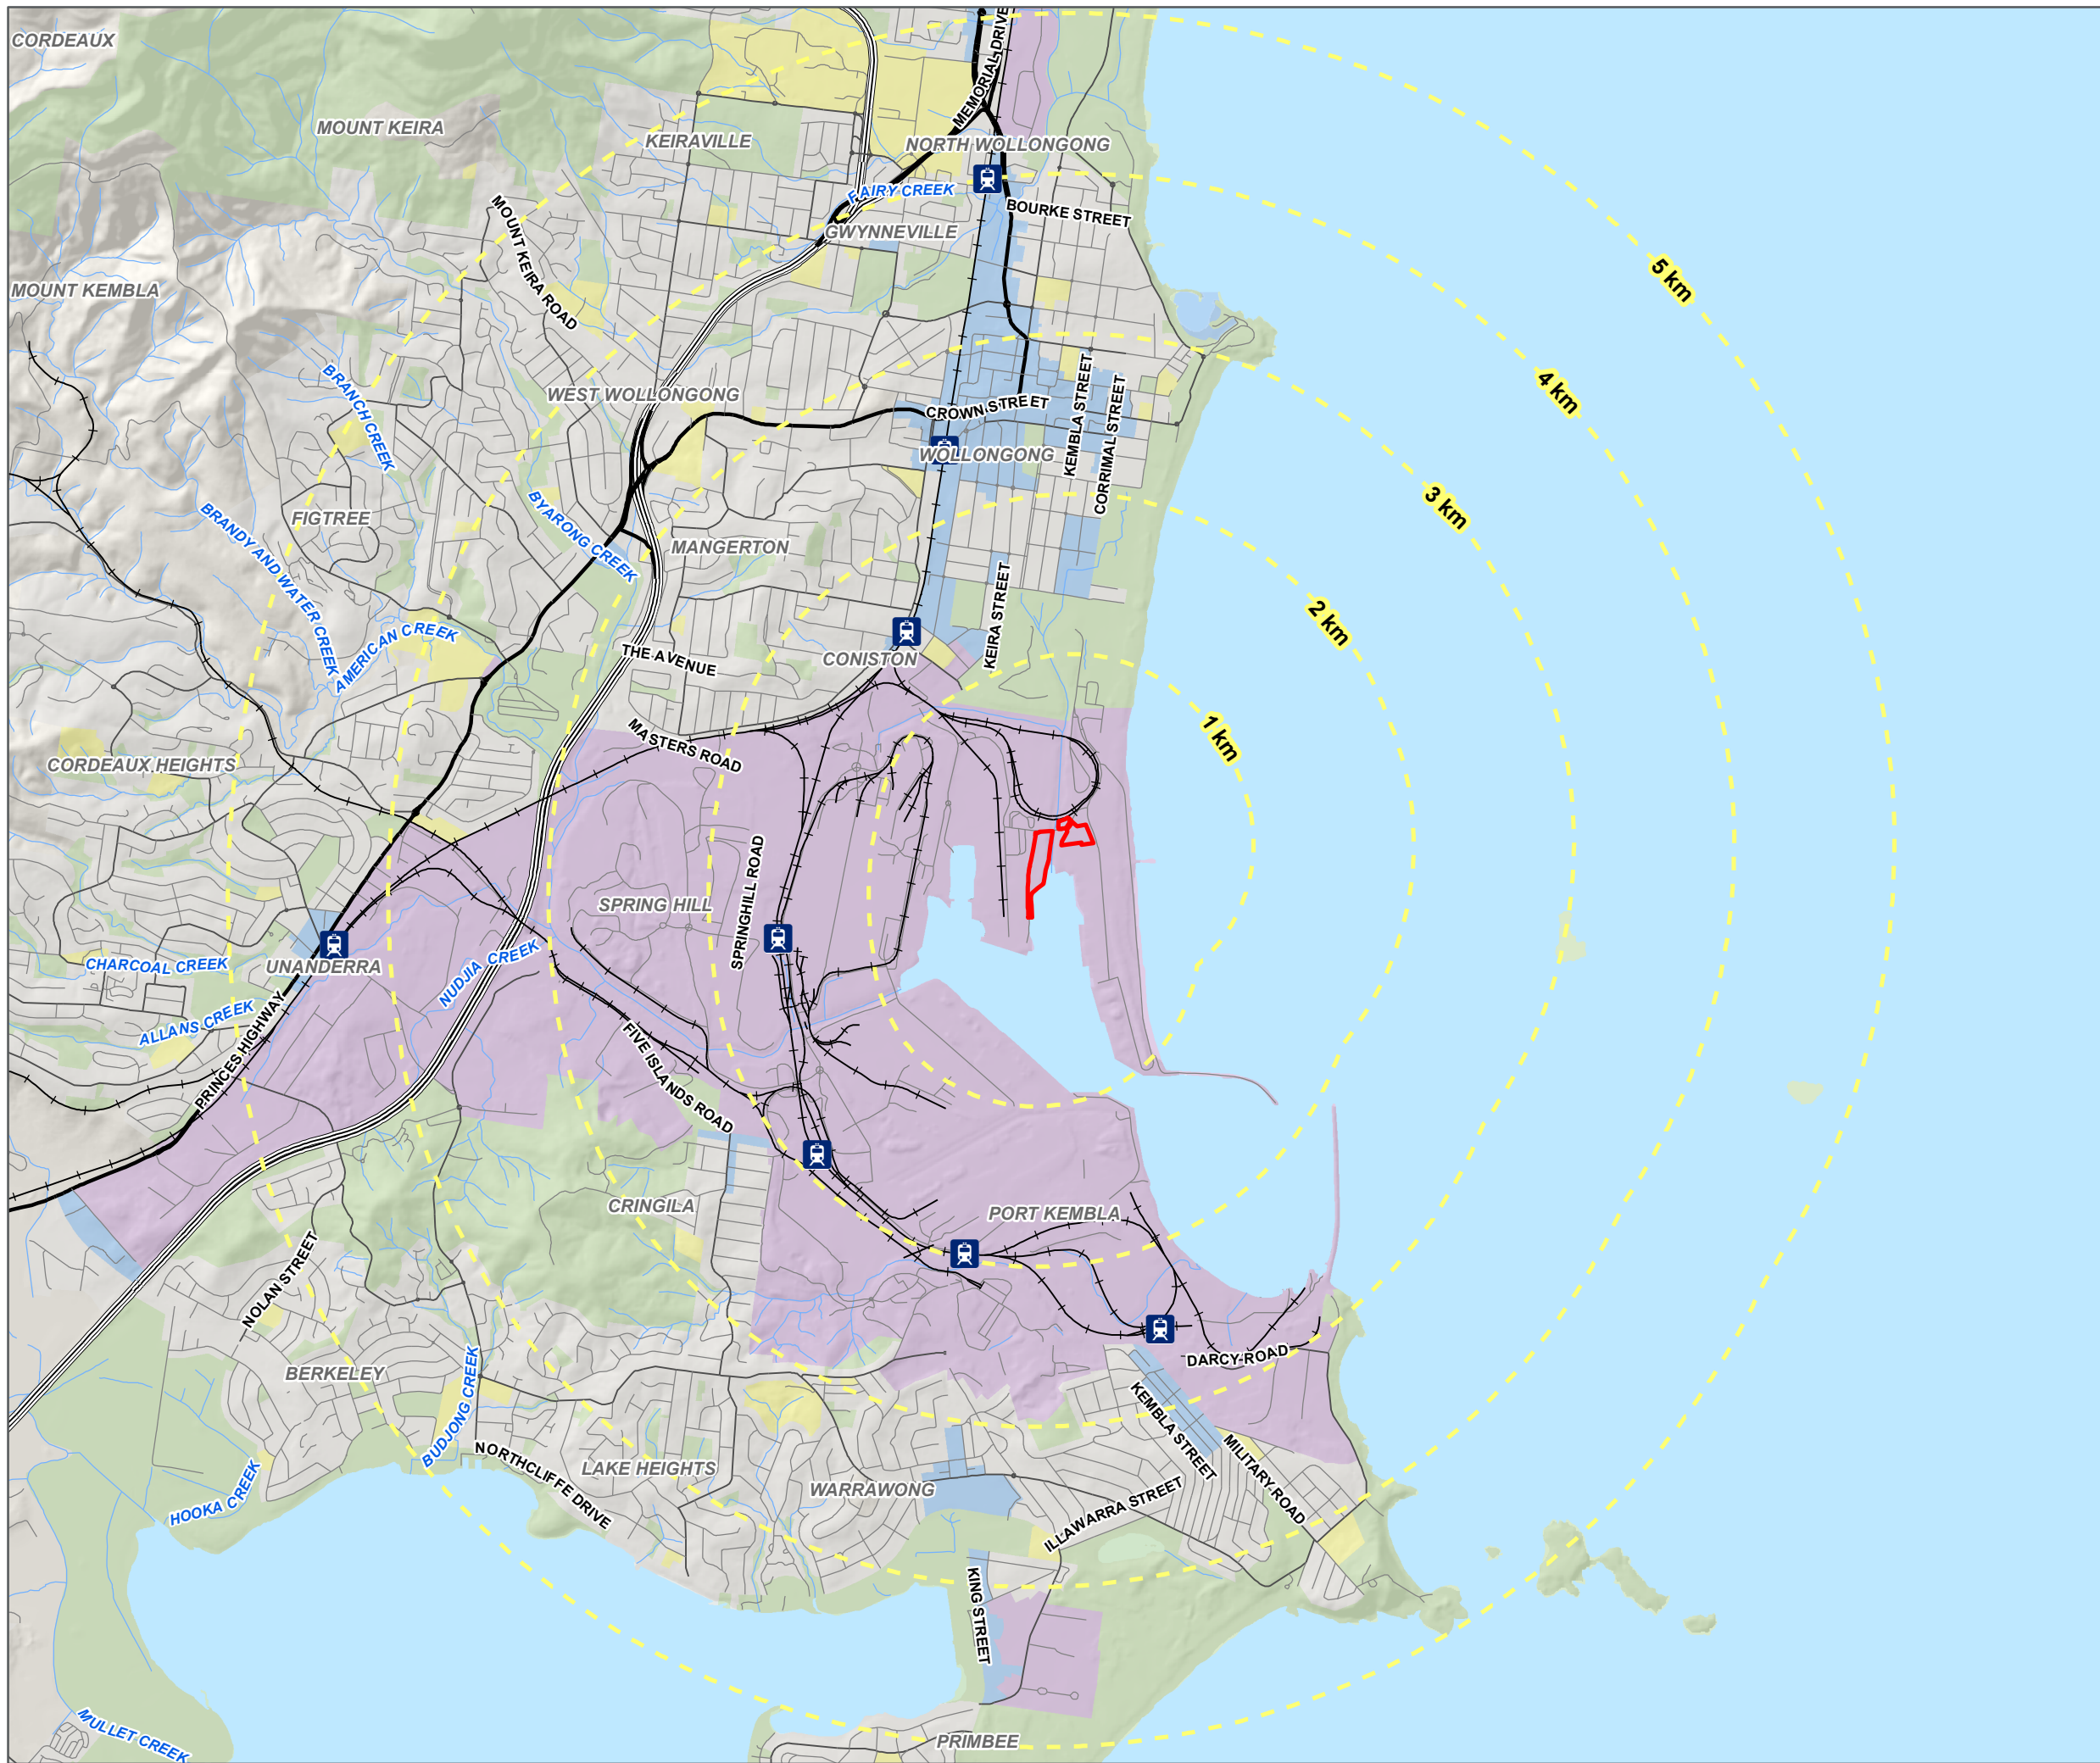 CORDEAUX
MEMORIAL DRIVE
MOUNT KEIRA
KEIRAVILLE
NORTH WOLLONGONG
FAIRY CREEK
BOURKE STREET
GWYNNEVILLE
MOUNT KEIRA ROAD
MOUNT KEMBLA
5 km
4 km
BRANCH CREEK
WEST WOLLONGONG
CROWN STREET
KEMBLA STREET
CORRIMAL STREET
WOLLONGONG
3 km
FIGTREE
BYARONG CREEK
BRANDY AND WATER CREEK
MANGERTON
2 km
KEIRA STREET
AMERICAN CREEK
THE AVENUE
CONISTON
1 km
MASTERS ROAD
CORDEAUX HEIGHTS
SPRINGHILL ROAD
SPRING HILL
CHARCOAL CREEK
UNANDERRA
NUDJIA CREEK
ALLANS CREEK
PRINCES HIGHWAY
FIVE ISLANDS ROAD
CRINGILA
PORT KEMBLA
NOLAN STREET
DARCY ROAD
BERKELEY
BUDJONG CREEK
KEMBLA STREET
MILITARY ROAD
NORTHCLIFFE DRIVE
LAKE HEIGHTS
WARRAWONG
HOOKA CREEK
ILLAWARRA STREET
KING STREET
MULLET CREEK
PRIMBEE